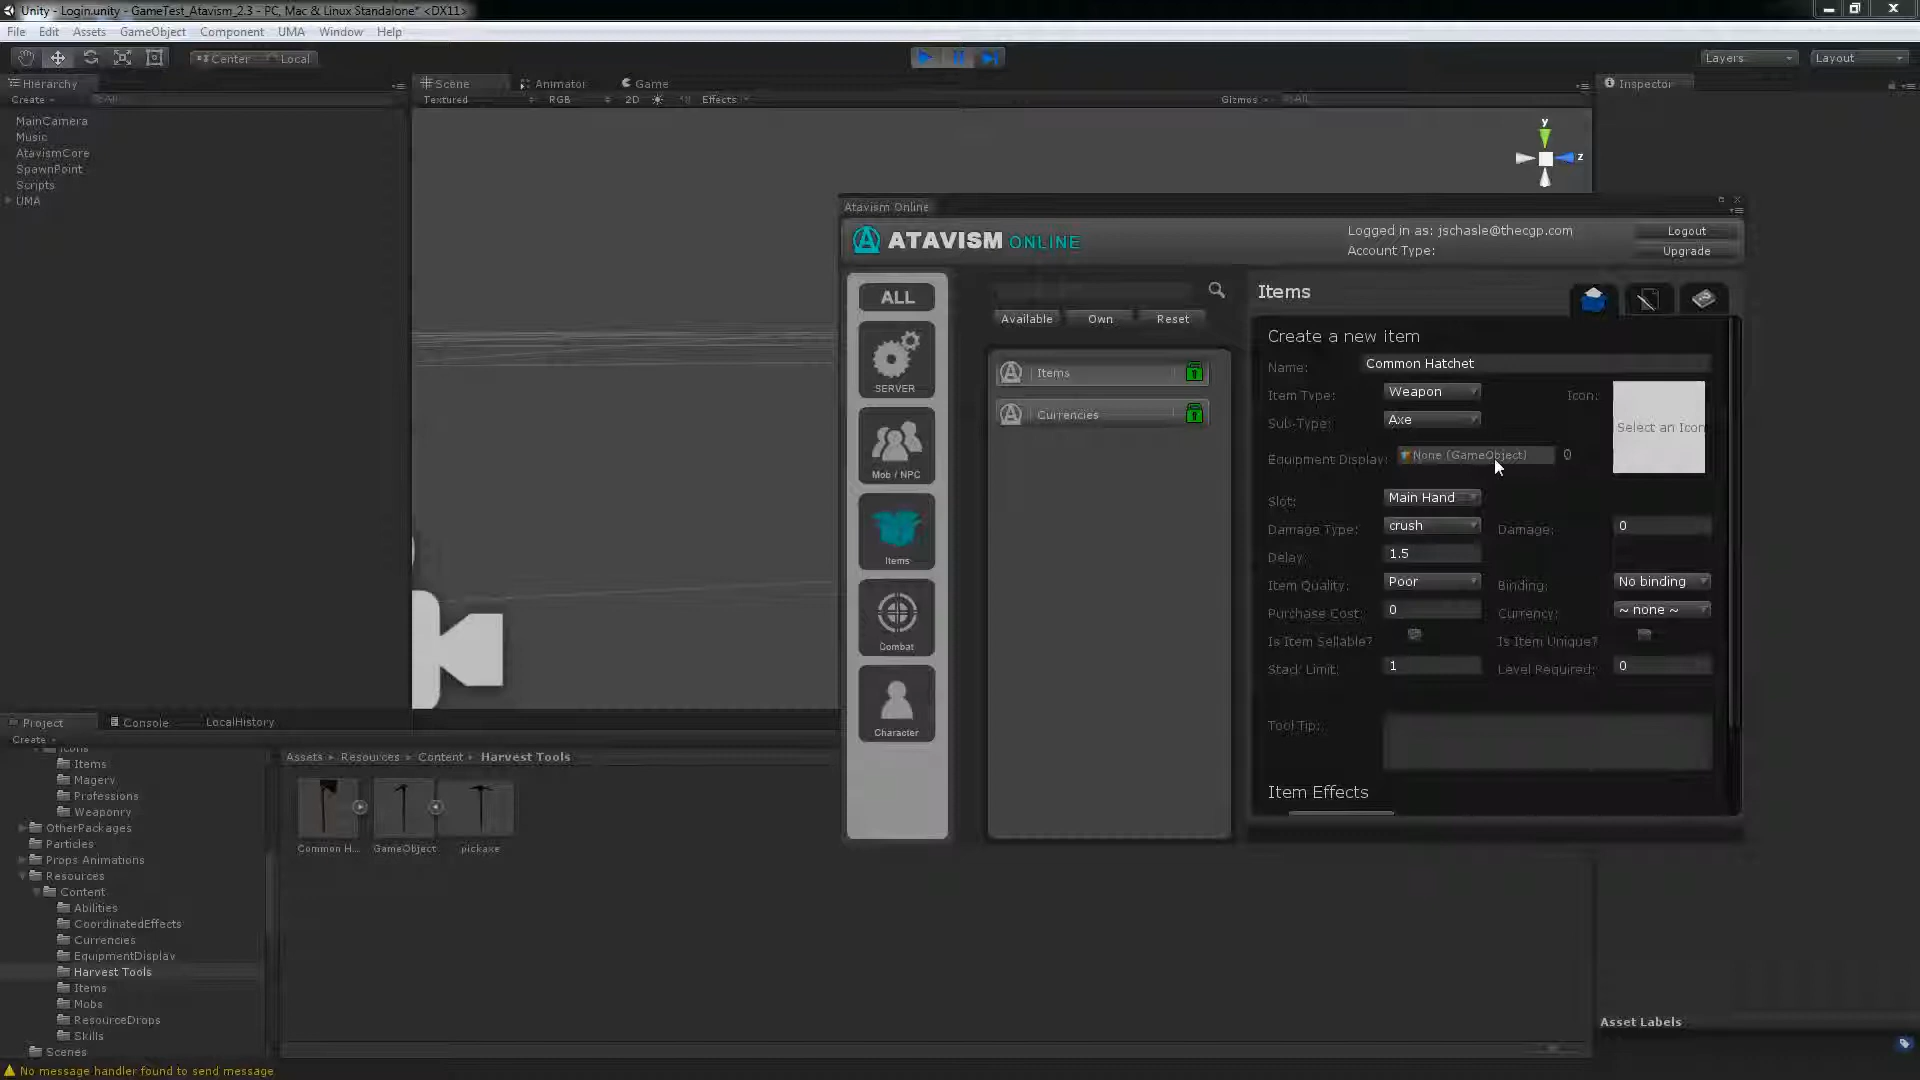 Unity - Login.unity - GameTest_Atavism_2.3 - PC, Mac & Linux Standalone* <DX11>
File Edit Assets GameObject Component UMA Window Help
Center Local
Layers Layout
Hierarchy
Create
All
MainCamera
Music
AtavismCore
SpawnPoint
Scripts
UMA
Scene Animator Game
Textured RGB 2D Effects Gizmos All
y
z
Inspector
Atavism Online
ATAVISM ONLINE
Logged in as: jschasle@thecgp.com
Account Type:
Logout
Upgrade
ALL
SERVER
Mob / NPC
Items
Combat
Character
Available Own Reset
Items
Currencies
Items
Create a new item
Name: Common Hatchet
Item Type: Weapon Icon:
Select an Icon
Sub-Type: Axe
Equipment Display: None (GameObject) 0
Slot: Main Hand
Damage Type: crush Damage: 0
Delay: 1.5
Item Quality: Poor Binding: No binding
Purchase Cost: 0 Currency: ~ none ~
Is Item Sellable? Is Item Unique?
Stack Limit: 1 Level Required: 0
Tool Tip:
Item Effects
Project Console LocalHistory
Create
Icons
Items
Magery
Professions
Weaponry
OtherPackages
Particles
Props Animations
Resources
Content
Abilities
CoordinatedEffects
Currencies
EquipmentDisplay
Harvest Tools
Items
Mobs
ResourceDrops
Skills
Scenes
Assets Resources Content Harvest Tools
Common H... GameObject pickaxe
Asset Labels
No message handler found to send message